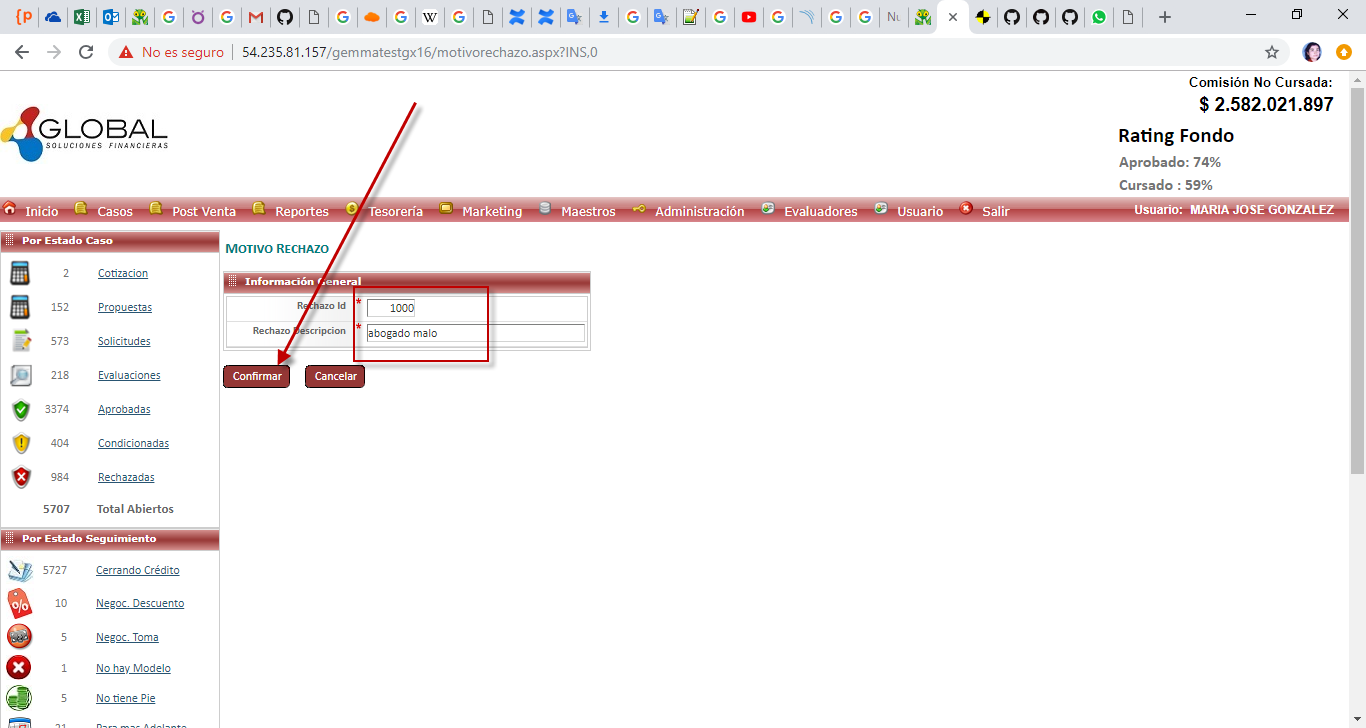 No es seguro 54.235.81.157/gemmatestgx16/motivorechazo.aspx?INS,0
Comisión No Cursada:
$ 2.582.021.897
GLOBAL
SOLUCIONES FINANCIERAS
Rating Fondo
Aprobado: 74%
Cursado : 59%
Inicio Casos Post Venta Reportes Tesorería Marketing Maestros Administración Evaluadores Usuario Salir Usuario: MARIA JOSE GONZALEZ
Por Estado Caso
2 Cotizacion
152 Propuestas
573 Solicitudes
218 Evaluaciones
3374 Aprobadas
404 Condicionadas
984 Rechazadas
5707 Total Abiertos
Por Estado Seguimiento
5727 Cerrando Crédito
10 Negoc. Descuento
5 Negoc. Toma
1 No hay Modelo
5 No tiene Pie
21 Para mas Adelante
MOTIVO RECHAZO
Información General
Rechazo Id * 1000
Rechazo Descripcion * abogado malo
Confirmar Cancelar